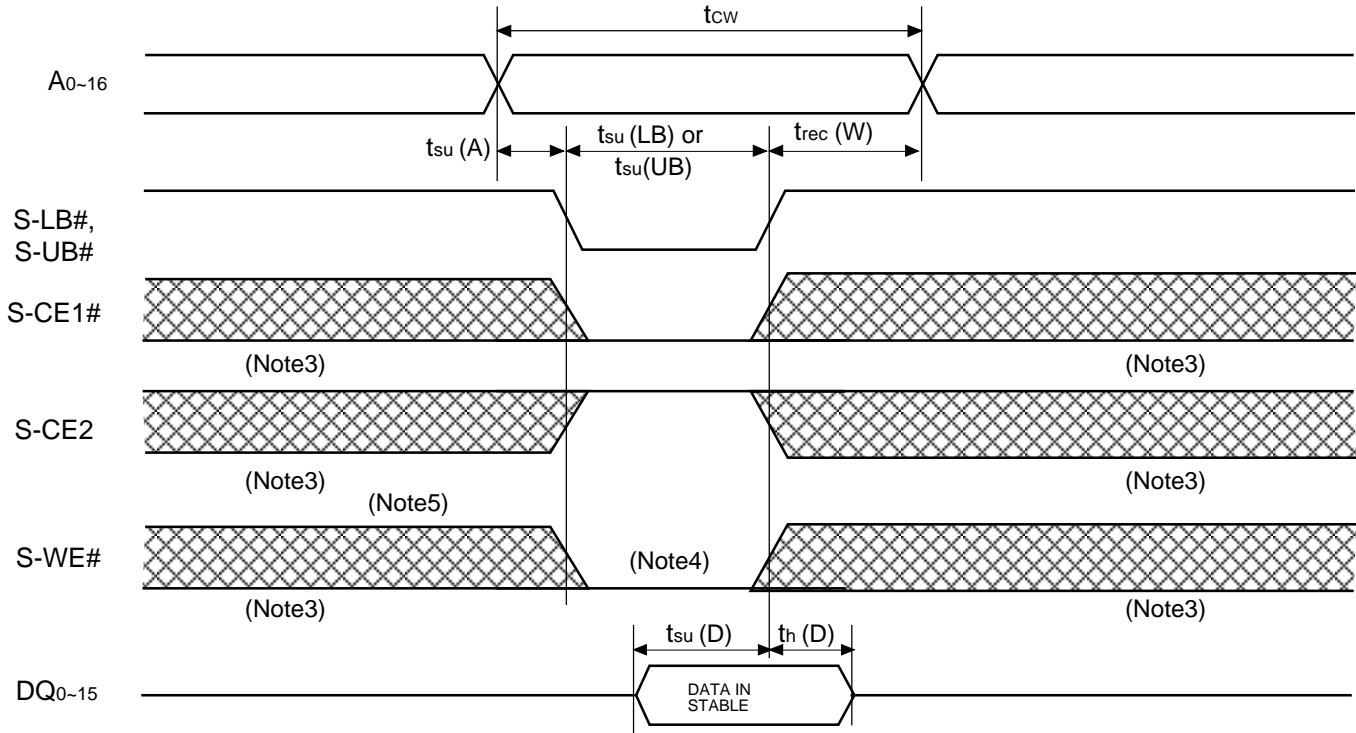 tCW
A0~16
tsu (A)
tsu (LB) or
tsu(UB)
trec (W)
S-LB#,
S-UB#
S-CE1#
(Note3)
(Note3)
S-CE2
(Note3)
(Note3)
(Note5)
S-WE#
(Note4)
(Note3)
(Note3)
tsu (D)
th (D)
DQ0~15
DATA IN
STABLE